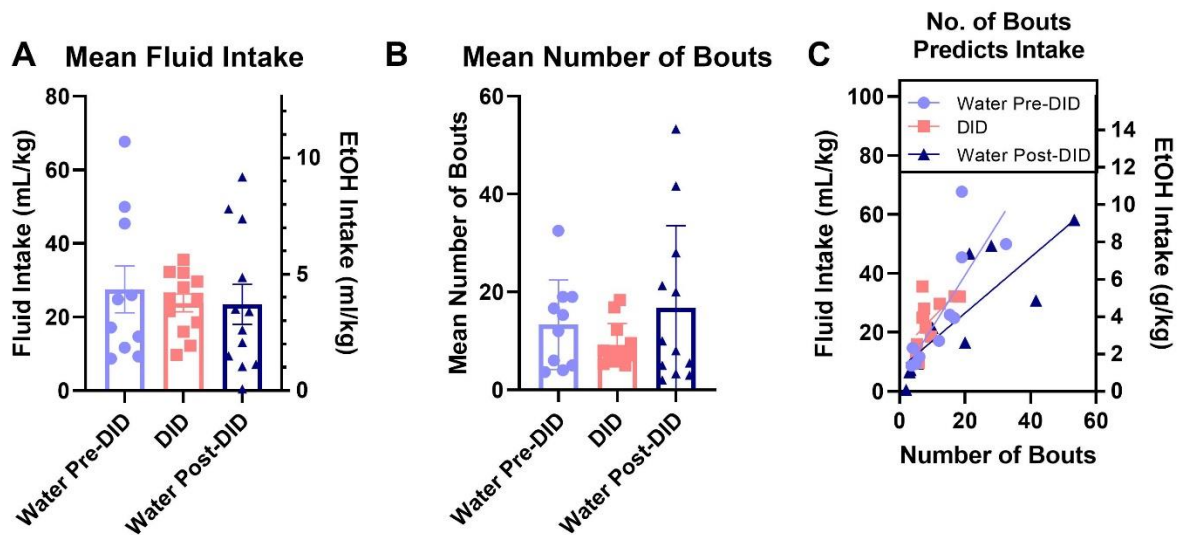 A Mean Fluid Intake
Fluid Intake (mL/kg)
80
60
40
20
0
EtOH Intake (ml/kg)
10
5
0
Water Pre-DID
DID
Water Post-DID
B Mean Number of Bouts
Mean Number of Bouts
60
40
20
0
Water Pre-DID
DID
Water Post-DID
C
No. of Bouts
Predicts Intake
Water Pre-DID
DID
Water Post-DID
Fluid Intake (mL/kg)
100
80
60
40
20
0
EtOH Intake (g/kg)
14
12
10
8
6
4
2
0
0 20 40 60
Number of Bouts